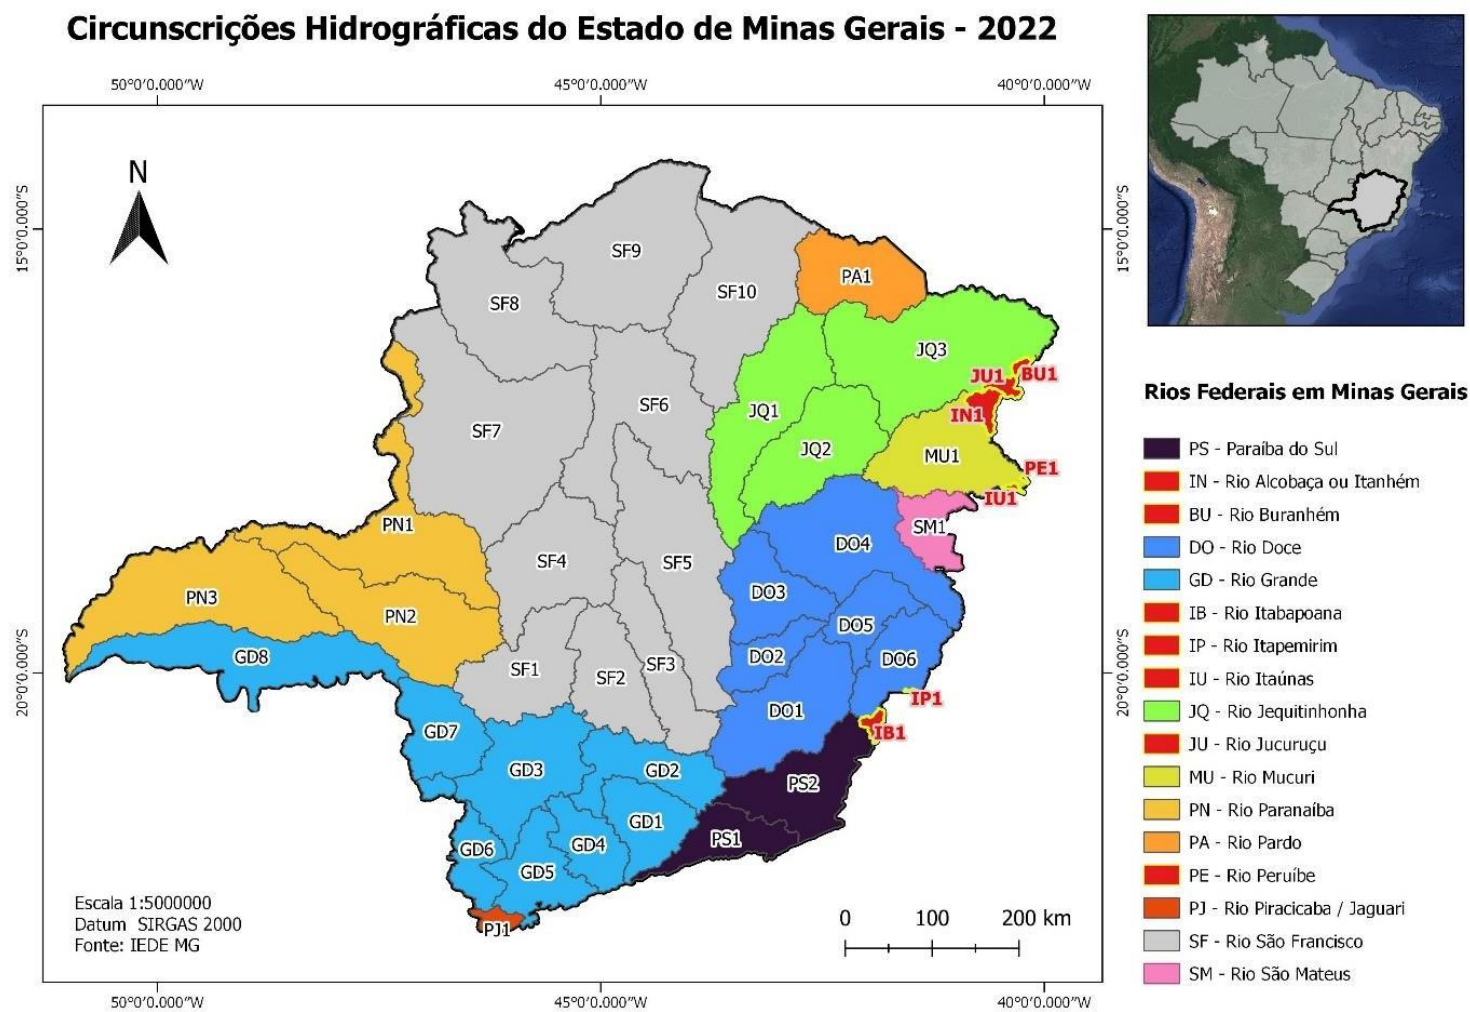 Circunscrições Hidrográficas do Estado de Minas Gerais - 2022
50°0'0.000"W
45°0'0.000"W
40°0'0.000"W
N
15°0'0.000"S
15°0'0.000"S
SF9
SF8
SF10
PA1
JQ3
JU1
BU1
SF6
JQ1
IN1
SF7
JQ2
MU1
PE1
IU1
PN1
SM1
DO4
SF4
SF5
DO3
PN3
PN2
DO5
GD8
DO2
DO6
SF1
SF2
SF3
20°0'0.000"S
20°0'0.000"S
IP1
DO1
IB1
GD7
GD3
GD2
PS2
GD1
PS1
GD4
GD6
GD5
PJ1
Escala 1:5000000
Datum SIRGAS 2000
Fonte: IEDE MG
0 100 200 km
50°0'0.000"W
45°0'0.000"W
40°0'0.000"W
Rios Federais em Minas Gerais
PS - Paraíba do Sul
IN - Rio Alcobaça ou Itanhém
BU - Rio Buranhém
DO - Rio Doce
GD - Rio Grande
IB - Rio Itabapoana
IP - Rio Itapemirim
IU - Rio Itaúnas
JQ - Rio Jequitinhonha
JU - Rio Jucuruçu
MU - Rio Mucuri
PN - Rio Paranaíba
PA - Rio Pardo
PE - Rio Peruíbe
PJ - Rio Piracicaba / Jaguari
SF - Rio São Francisco
SM - Rio São Mateus